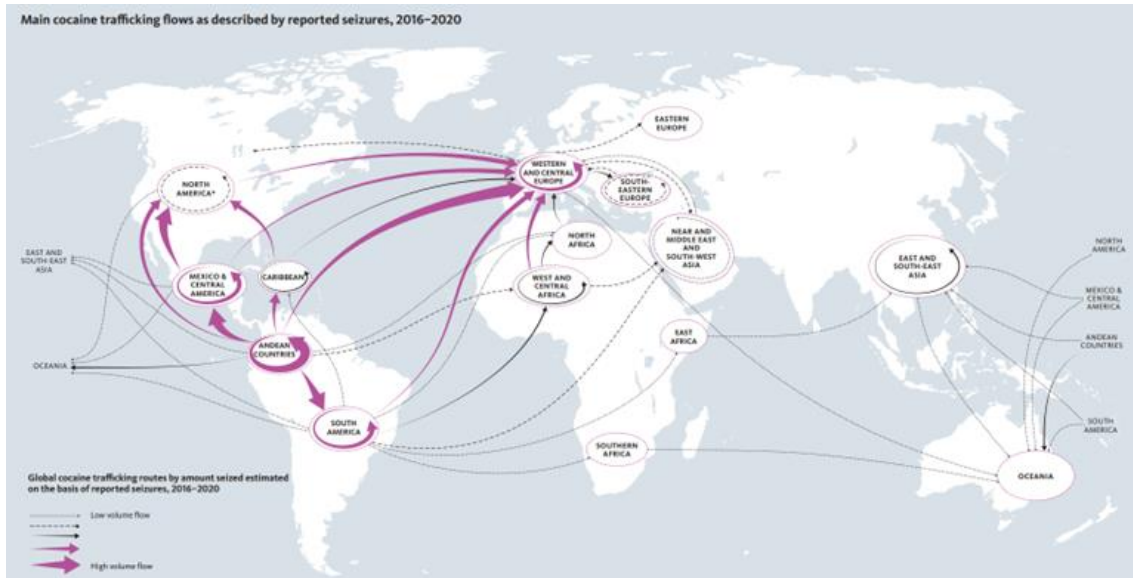 Main cocaine trafficking flows as described by reported seizures, 2016–2020
EASTERN
EUROPE
WESTERN
AND CENTRAL
EUROPE
NORTH
AMERICA*
SOUTH-
EASTERN
EUROPE
NORTH
AFRICA
NEAR AND
MIDDLE EAST
AND
SOUTH-WEST
ASIA
EAST AND
SOUTH-EAST
ASIA
MEXICO &
CENTRAL
AMERICA
CARIBBEAN
WEST AND
CENTRAL
AFRICA
EAST AND
SOUTH-EAST
ASIA
NORTH
AMERICA
MEXICO &
CENTRAL
AMERICA
ANDEAN
COUNTRIES
EAST
AFRICA
ANDEAN
COUNTRIES
OCEANIA
SOUTH
AMERICA
SOUTH
AMERICA
SOUTHERN
AFRICA
OCEANIA
Global cocaine trafficking routes by amount seized estimated
on the basis of reported seizures, 2016–2020
Low volume flow
High volume flow